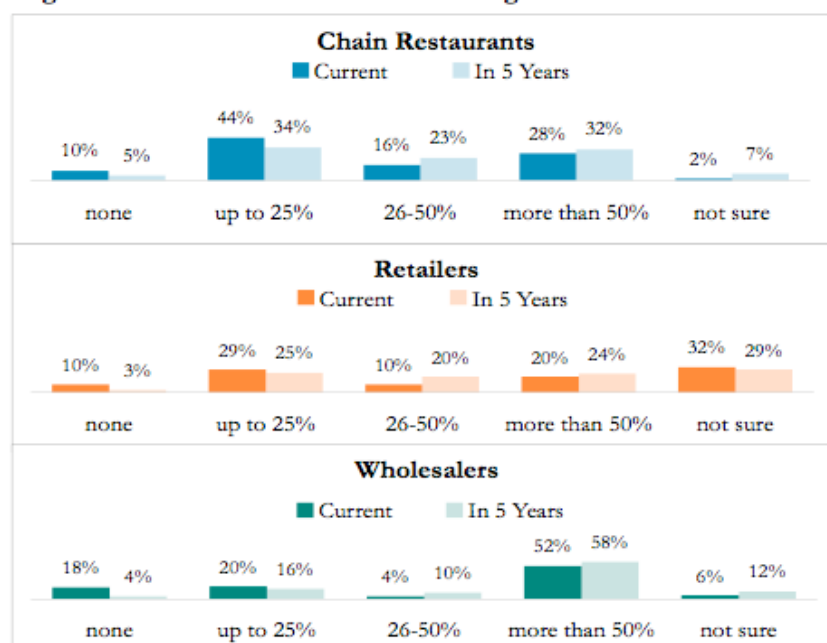 Chain Restaurants
Current In 5 Years
10% 5% 44% 34% 16% 23% 28% 32% 2% 7%
none up to 25% 26-50% more than 50% not sure
Retailers
Current In 5 Years
10% 3% 29% 25% 10% 20% 20% 24% 32% 29%
none up to 25% 26-50% more than 50% not sure
Wholesalers
Current In 5 Years
18% 4% 20% 16% 4% 10% 52% 58% 6% 12%
none up to 25% 26-50% more than 50% not sure